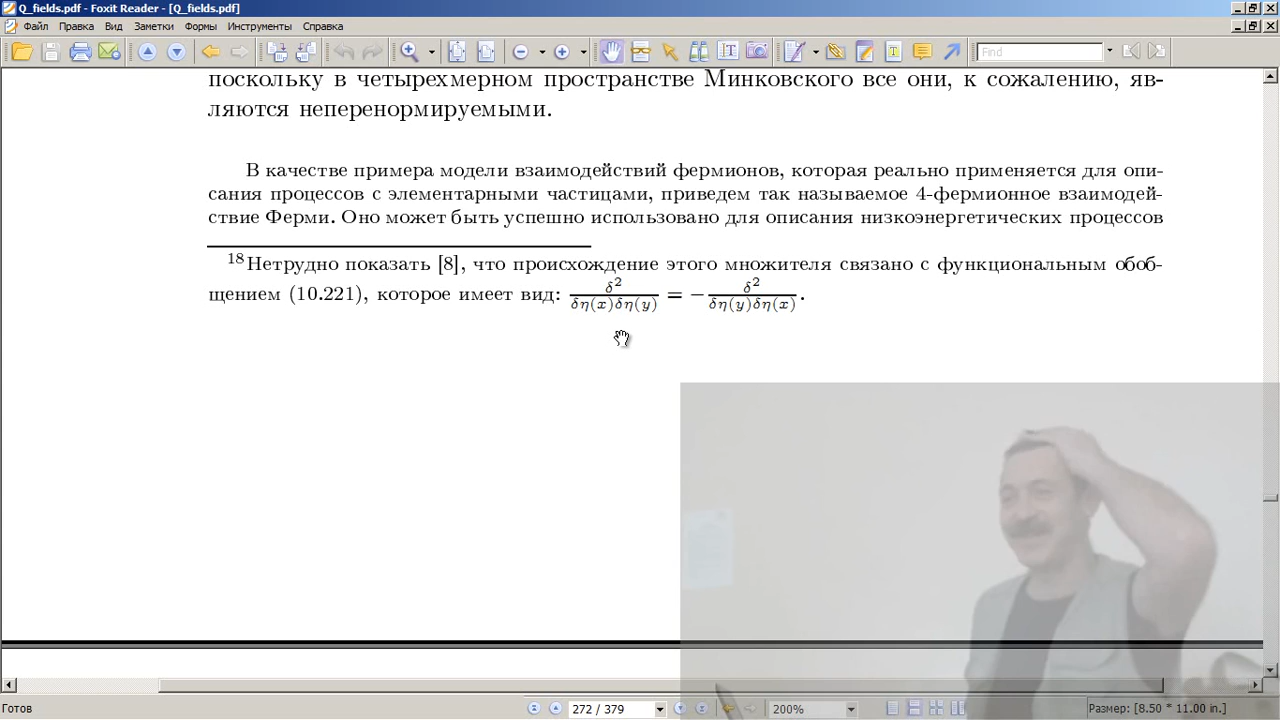 Q_fields.pdf - Foxit Reader - [Q_fields.pdf]
Файл Правка Вид Заметки Формы Инструменты Справка
Find
поскольку в четырехмерном пространстве Минковского все они, к сожалению, яв-
ляются неперенормируемыми.
В качестве примера модели взаимодействий фермионов, которая реально применяется для опи-
сания процессов с элементарными частицами, приведем так называемое 4-фермионное взаимодей-
ствие Ферми. Оно может быть успешно использовано для описания низкоэнергетических процессов
18 Нетрудно показать [8], что происхождение этого множителя связано с функциональным обоб-
щением (10.221), которое имеет вид: δ²/δη(x)δη(y) = −δ²/δη(y)δη(x).
Готов 272 / 379 200% Размер: [8.50 * 11.00 in.]